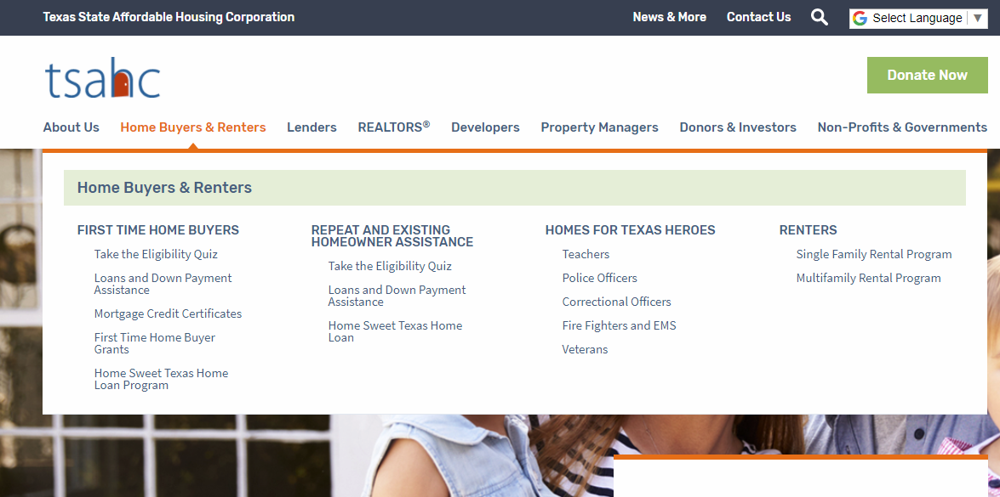 Texas State Affordable Housing Corporation
News & More
Contact Us
Select Language ▼
tsahc
Donate Now
About Us
Home Buyers & Renters
Lenders
REALTORS®
Developers
Property Managers
Donors & Investors
Non-Profits & Governments
Home Buyers & Renters
FIRST TIME HOME BUYERS
Take the Eligibility Quiz
Loans and Down Payment
Assistance
Mortgage Credit Certificates
First Time Home Buyer
Grants
Home Sweet Texas Home
Loan Program
REPEAT AND EXISTING
HOMEOWNER ASSISTANCE
Take the Eligibility Quiz
Loans and Down Payment
Assistance
Home Sweet Texas Home
Loan
HOMES FOR TEXAS HEROES
Teachers
Police Officers
Correctional Officers
Fire Fighters and EMS
Veterans
RENTERS
Single Family Rental Program
Multifamily Rental Program